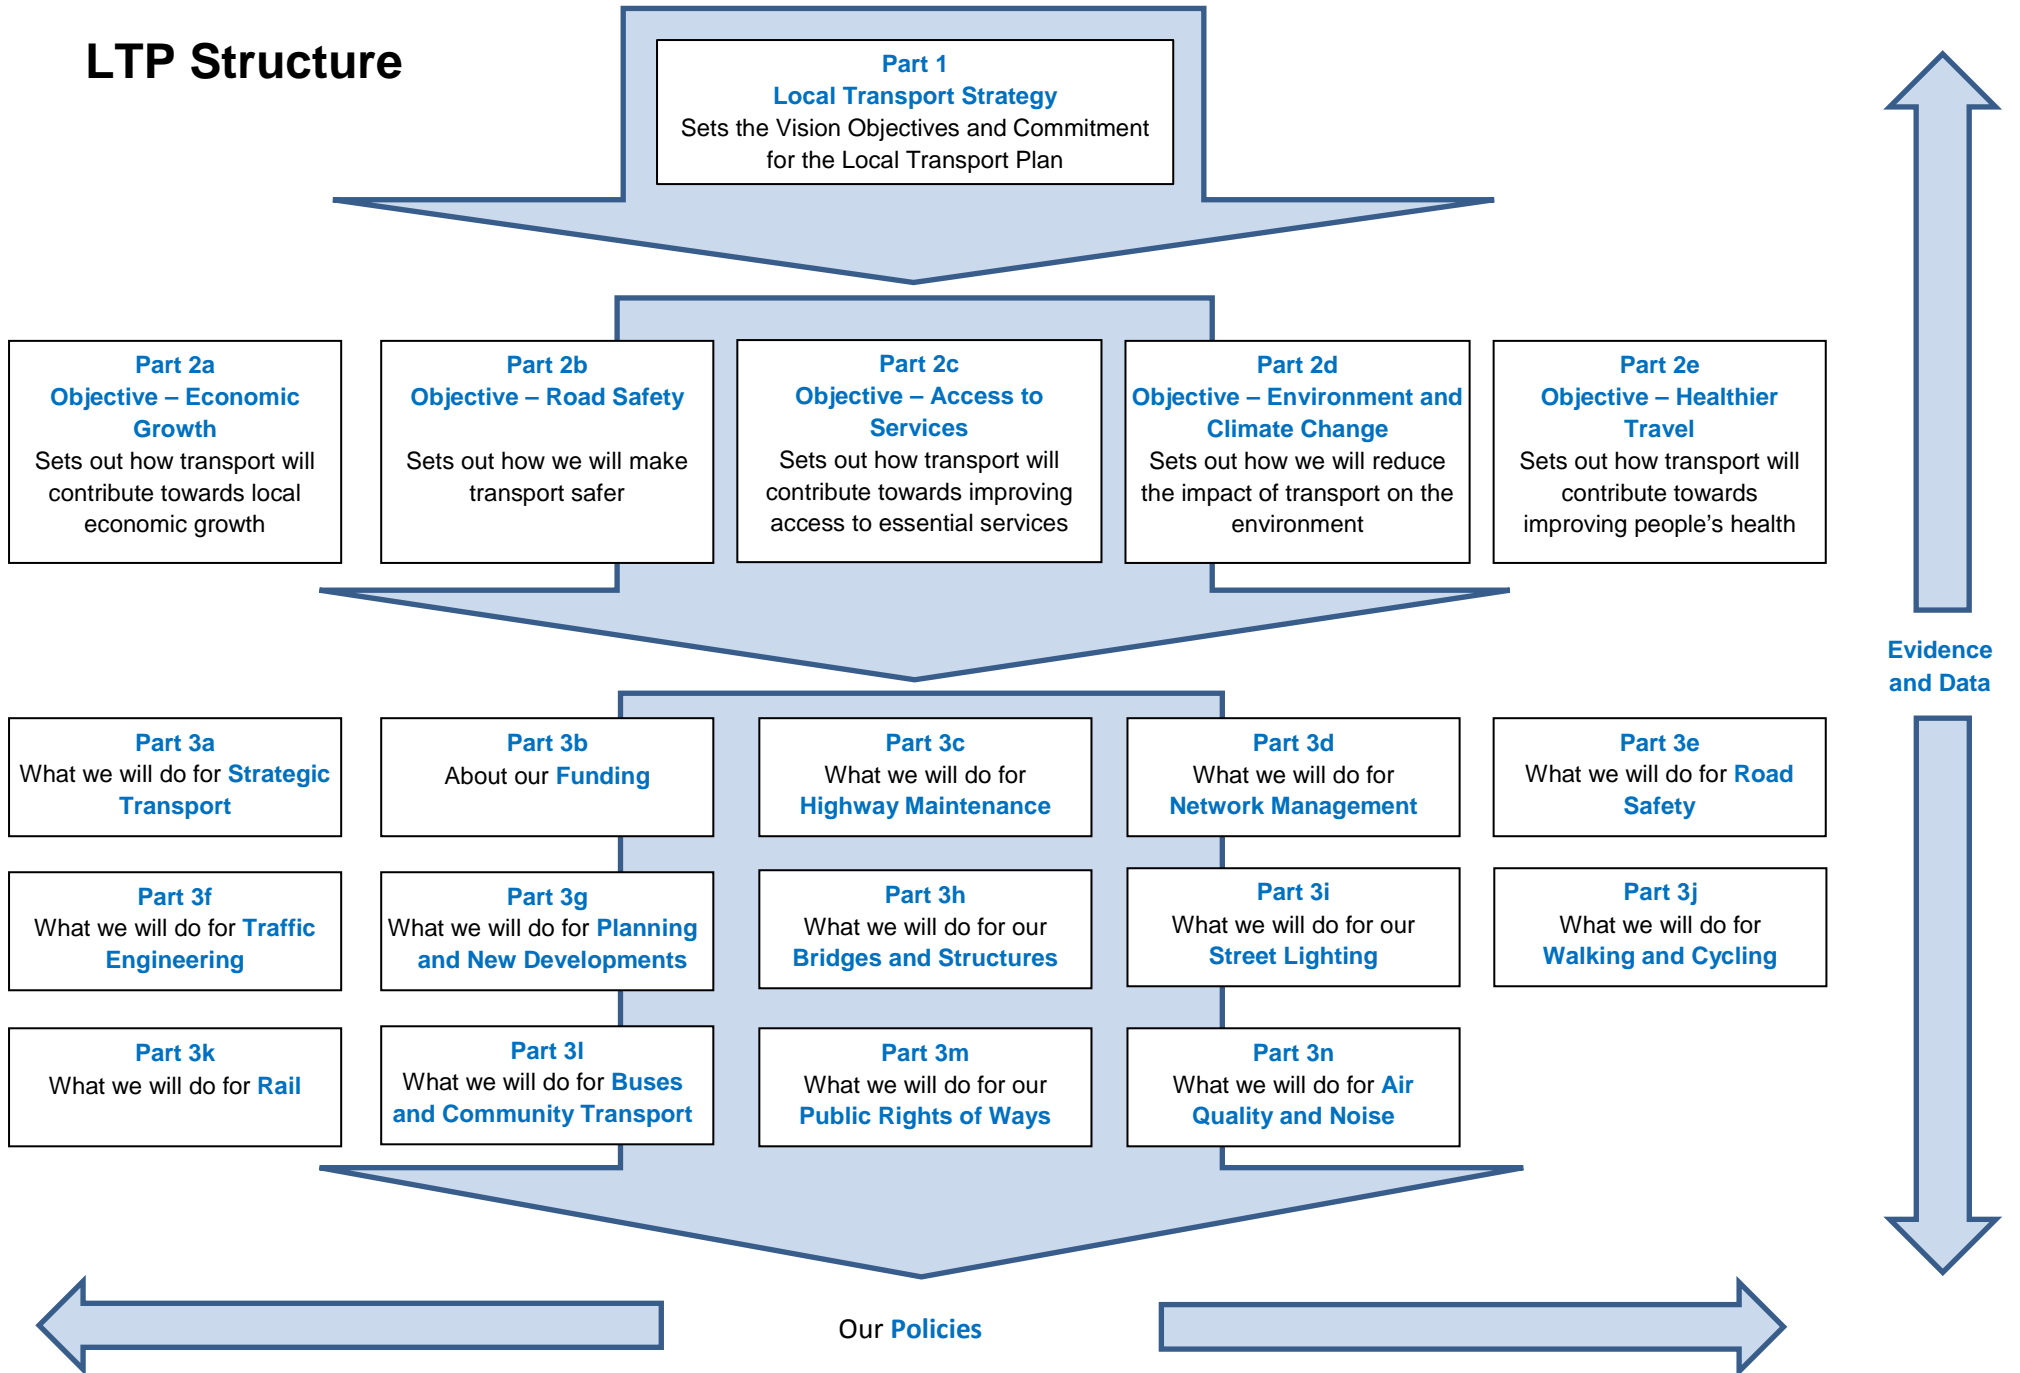 LTP Structure
Part 1
Local Transport Strategy
Sets the Vision Objectives and Commitment
for the Local Transport Plan
Part 2a
Objective – Economic
Growth
Sets out how transport will
contribute towards local
economic growth
Part 2b
Objective – Road Safety
Sets out how we will make
transport safer
Part 2c
Objective – Access to
Services
Sets out how transport will
contribute towards improving
access to essential services
Part 2d
Objective – Environment and
Climate Change
Sets out how we will reduce
the impact of transport on the
environment
Part 2e
Objective – Healthier
Travel
Sets out how transport will
contribute towards
improving people’s health
Evidence
and Data
Part 3a
What we will do for Strategic
Transport
Part 3b
About our Funding
Part 3c
What we will do for
Highway Maintenance
Part 3d
What we will do for
Network Management
Part 3e
What we will do for Road
Safety
Part 3f
What we will do for Traffic
Engineering
Part 3g
What we will do for Planning
and New Developments
Part 3h
What we will do for our
Bridges and Structures
Part 3i
What we will do for our
Street Lighting
Part 3j
What we will do for
Walking and Cycling
Part 3k
What we will do for Rail
Part 3l
What we will do for Buses
and Community Transport
Part 3m
What we will do for our
Public Rights of Ways
Part 3n
What we will do for Air
Quality and Noise
Our Policies